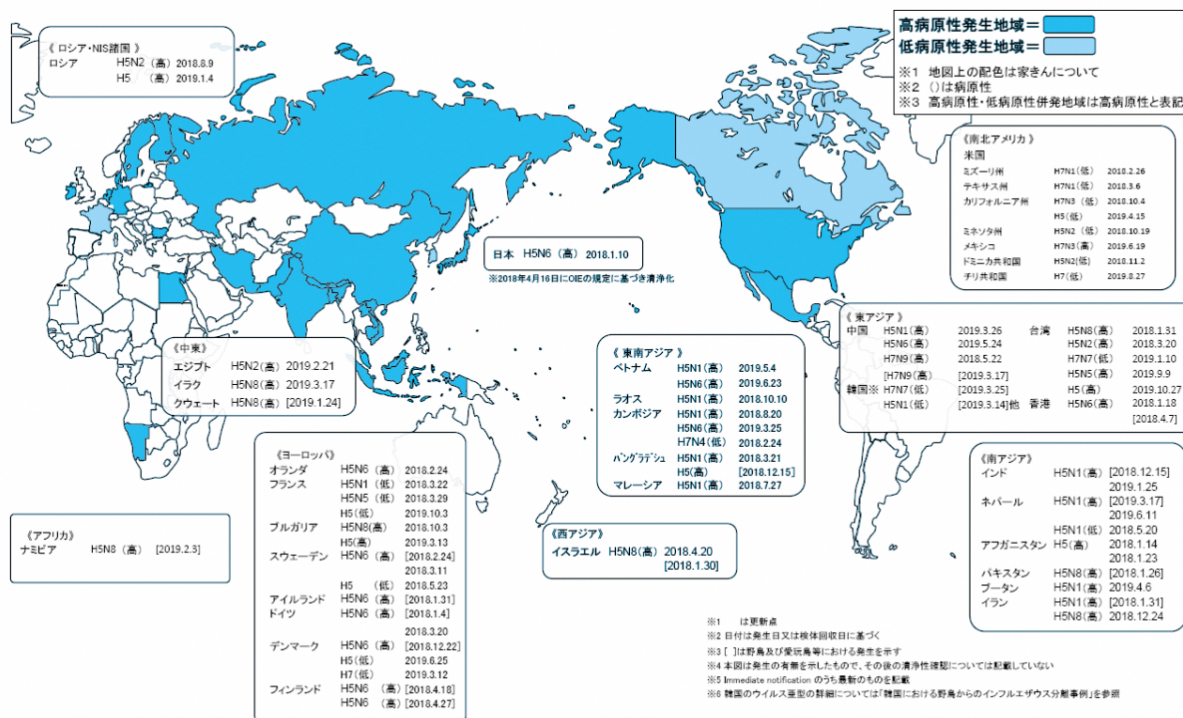 《 ロシア・NIS諸国》
ロシア H5N2 (高) 2018.8.9
H5 (高) 2019.1.4
高病原性発生地域=
低病原性発生地域=
※1 地図上の配色は家きんについて
※2 ()は病原性
※3 高病原性・低病原性併発地域は高病原性と表記
《南北アメリカ》
米国
ミズーリ州 H7N1(低) 2018.2.26
テキサス州 H7N1(低) 2018.3.6
カリフォルニア州 H7N3 (低) 2018.10.4
H5(低) 2019.4.15
ミネソタ州 H5N2 (低) 2018.10.19
メキシコ H7N3(高) 2019.6.19
ドミニカ共和国 H5N2(低) 2018.11.2
チリ共和国 H7 (低) 2019.8.27
日本 H5N6 (高) 2018.1.10
※2018年4月16日にOIEの規定に基づき清浄化
《 東アジア》
中国 H5N1(高) 2019.3.26 台湾 H5N8(高) 2018.1.31
H5N6(高) 2019.5.24 H5N2(高) 2018.3.20
H7N9(高) 2018.5.22 H7N7(低) 2019.1.10
[H7N9(高) [2019.3.17] H5N5(高) 2019.9.9
韓国※ H7N7(低) [2019.3.25] H5(高) 2019.10.27
H5N1(低) [2019.3.14]他 香港 H5N6(高) 2018.1.18
[2018.4.7]
《中東》
エジプト H5N2(高) 2019.2.21
イラク H5N8(高) 2019.3.17
クウェート H5N8(高) [2019.1.24]
《 東南アジア 》
ベトナム H5N1(高) 2019.5.4
H5N6(高) 2019.6.23
ラオス H5N1(高) 2018.10.10
カンボジア H5N1(高) 2018.8.20
H5N6(高) 2019.3.25
H7N4(低) 2018.2.24
バングラデシュ H5N1(高) 2018.3.21
H5(高) [2018.12.15]
マレーシア H5N1(高) 2018.7.27
《ヨーロッパ》
オランダ H5N6 (高) 2018.2.24
フランス H5N1 (低) 2018.3.22
H5N5 (低) 2018.3.29
H5(低) 2019.10.3
ブルガリア H5N8(高) 2018.10.3
H5(高) 2019.3.13
スウェーデン H5N6 (高) [2018.2.24]
2018.3.11
H5 (低) 2018.5.23
アイルランド H5N6 (高) [2018.1.31]
ドイツ H5N6 (高) [2018.1.4]
2018.3.20
デンマーク H5N6 (高) [2018.12.22]
H5(低) 2019.6.25
H7(低) 2019.3.12
フィンランド H5N6 (高) [2018.4.18]
H5N6 (高) [2018.4.27]
《南アジア》
インド H5N1(高) [2018.12.15]
2019.1.25
ネパール H5N1(高) [2019.3.17]
2019.6.11
H5N1(低) 2018.5.20
アフガニスタン H5(高) 2018.1.14
2018.1.23
パキスタン H5N8(高) [2018.1.26]
ブータン H5N1(高) 2019.4.6
イラン H5N1(高) [2018.1.31]
H5N8(高) 2018.12.24
《アフリカ》
ナミビア H5N8 (高) [2019.2.3]
《西アジア》
イスラエル H5N8(高) 2018.4.20
[2018.1.30]
※1 は更新点
※2 日付は発生日又は検体回収日に基づく
※3 [ ]は野鳥及び愛玩鳥等における発生を示す
※4 本図は発生の有無を示したもので、その後の清浄性確認については記載していない
※5 Immediate notification のうち最新のものを記載
※6 韓国のウイルス亜型の詳細については「韓国における野鳥からのインフルエザウス分離事例」を参照